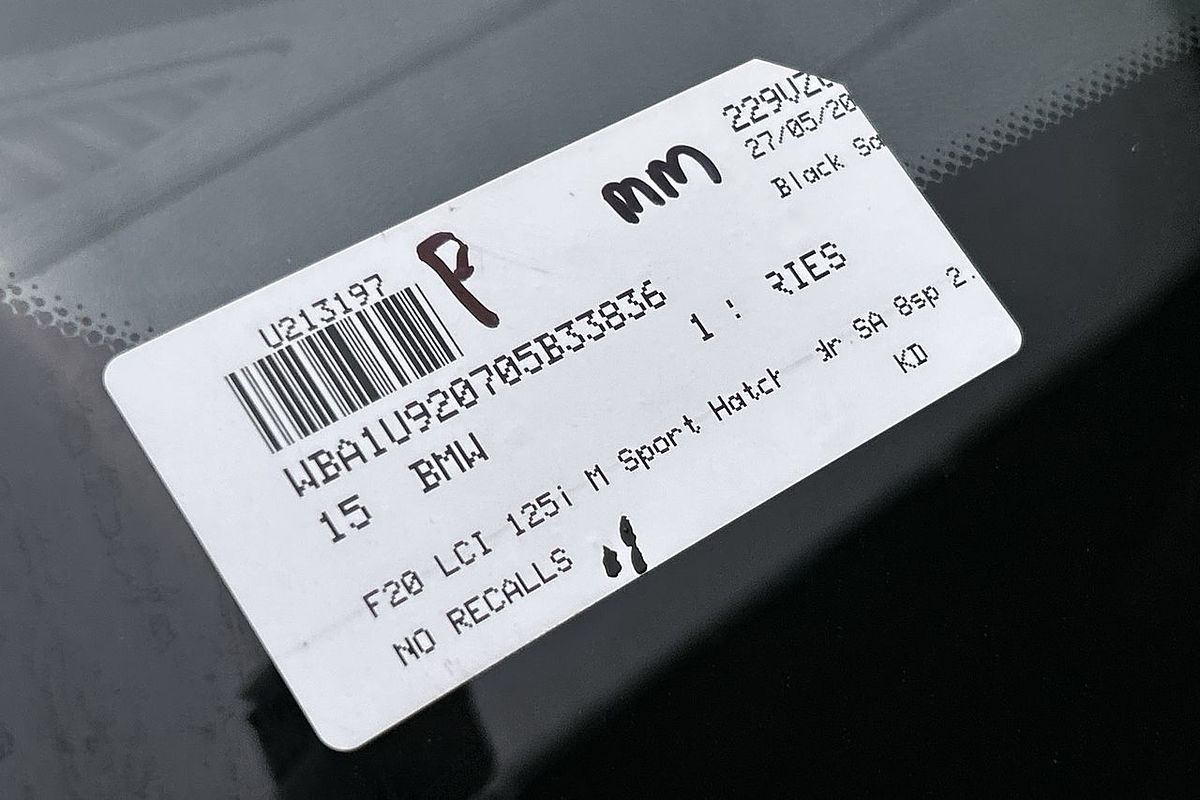 229VZ
27/05/20
Black
mm
P
U213197
WBA1U920705B33836
15 BMW 1 : RIES
F20 LCI 125i M Sport Hatch SA 8sp 2.
NO RECALLS KD